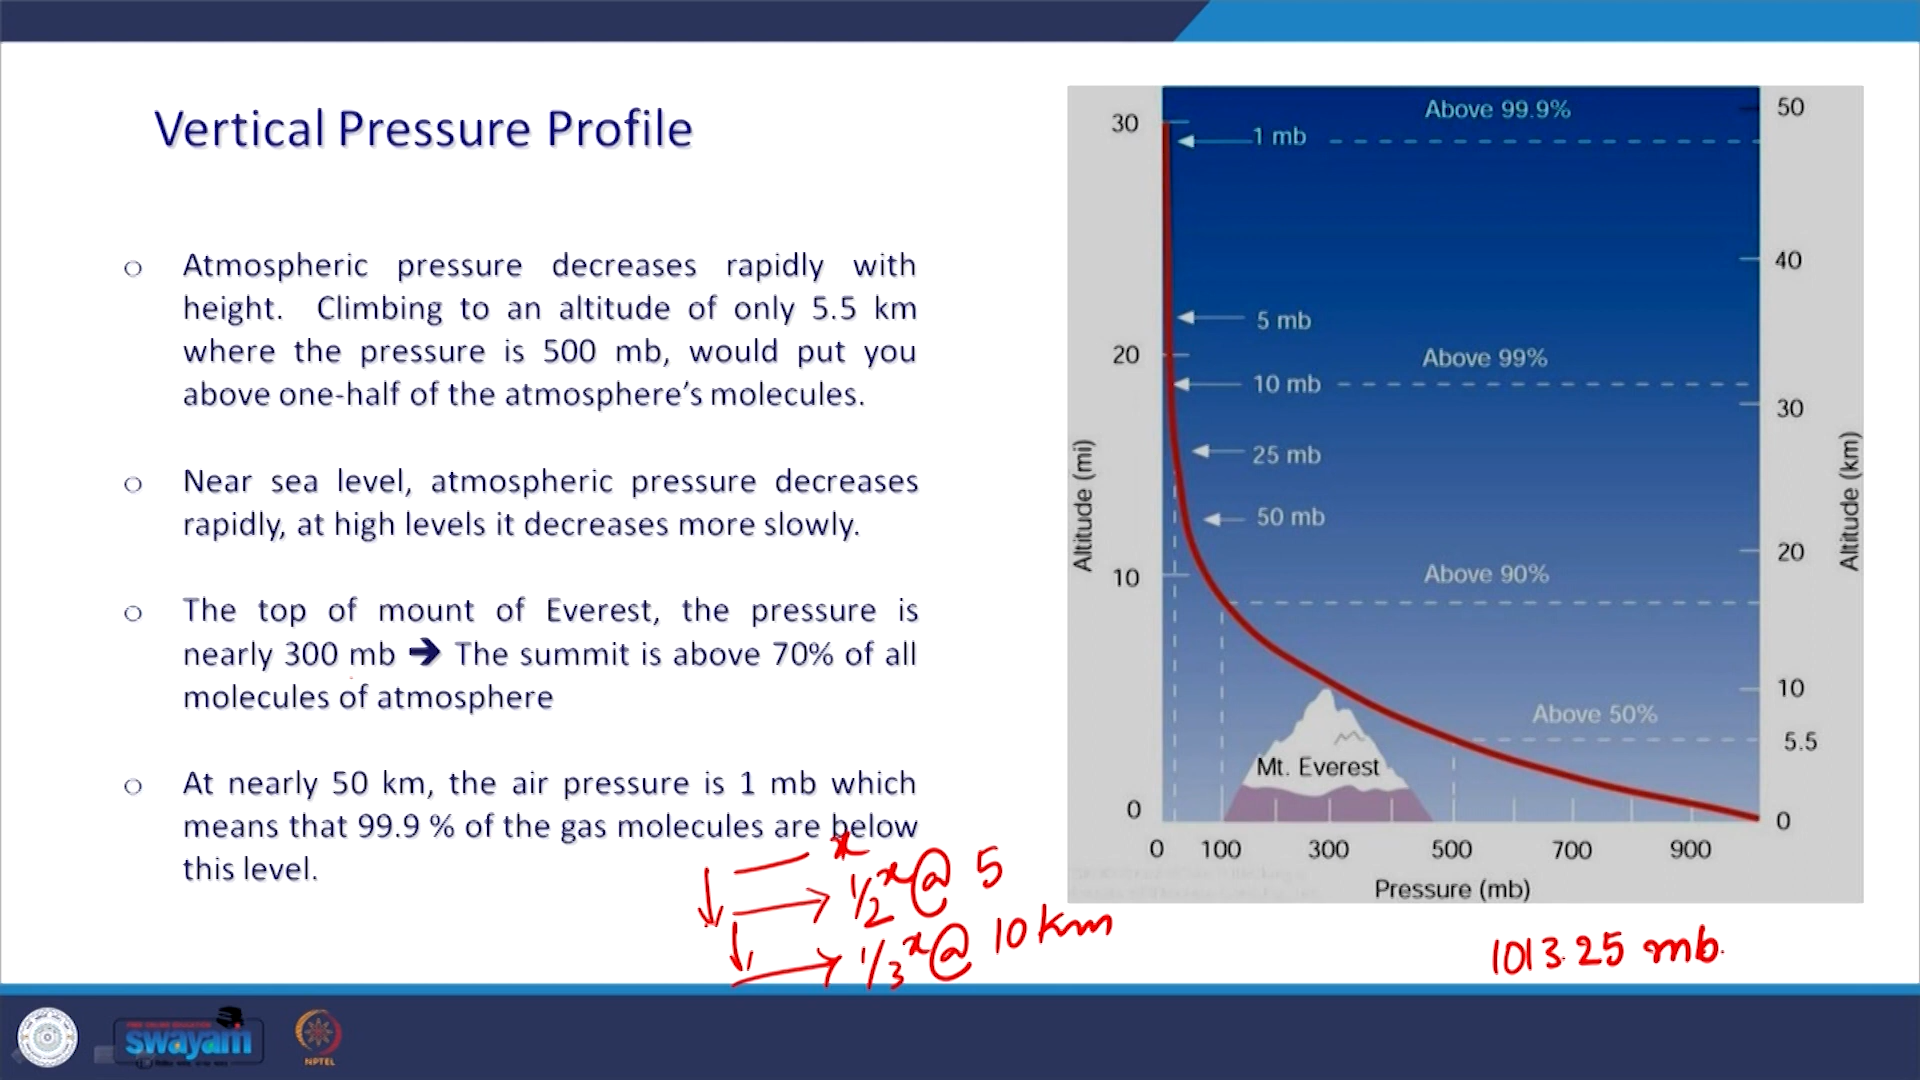 Vertical Pressure Profile
o Atmospheric pressure decreases rapidly with
height. Climbing to an altitude of only 5.5 km
where the pressure is 500 mb, would put you
above one-half of the atmosphere's molecules.
o Near sea level, atmospheric pressure decreases
rapidly, at high levels it decreases more slowly.
o The top of mount of Everest, the pressure is
nearly 300 mb ➔ The summit is above 70% of all
molecules of atmosphere
o At nearly 50 km, the air pressure is 1 mb which
means that 99.9 % of the gas molecules are below
this level.
x
1/2 x @ 5
1/3 x @ 10 km
Above 99.9%
30
50
1 mb
40
5 mb
20
Above 99%
10 mb
30
25 mb
50 mb
Altitude (mi)
Altitude (km)
20
10
Above 90%
10
Above 50%
5.5
Mt. Everest
0
0
0 100 300 500 700 900
Pressure (mb)
1013.25 mb.
swayam
NPTEL